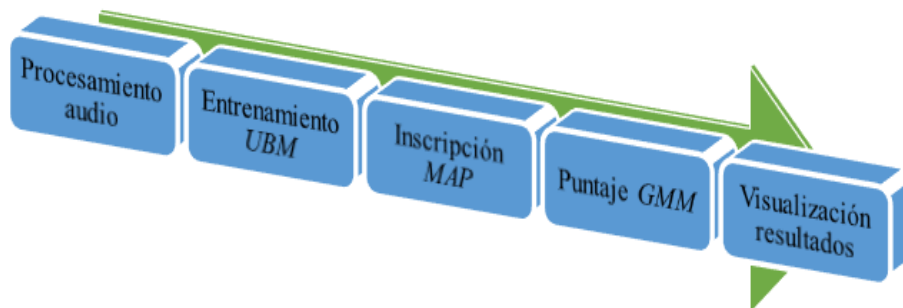 Procesamiento
audio
Entrenamiento
UBM
Inscripción
MAP
Puntaje GMM
Visualización
resultados